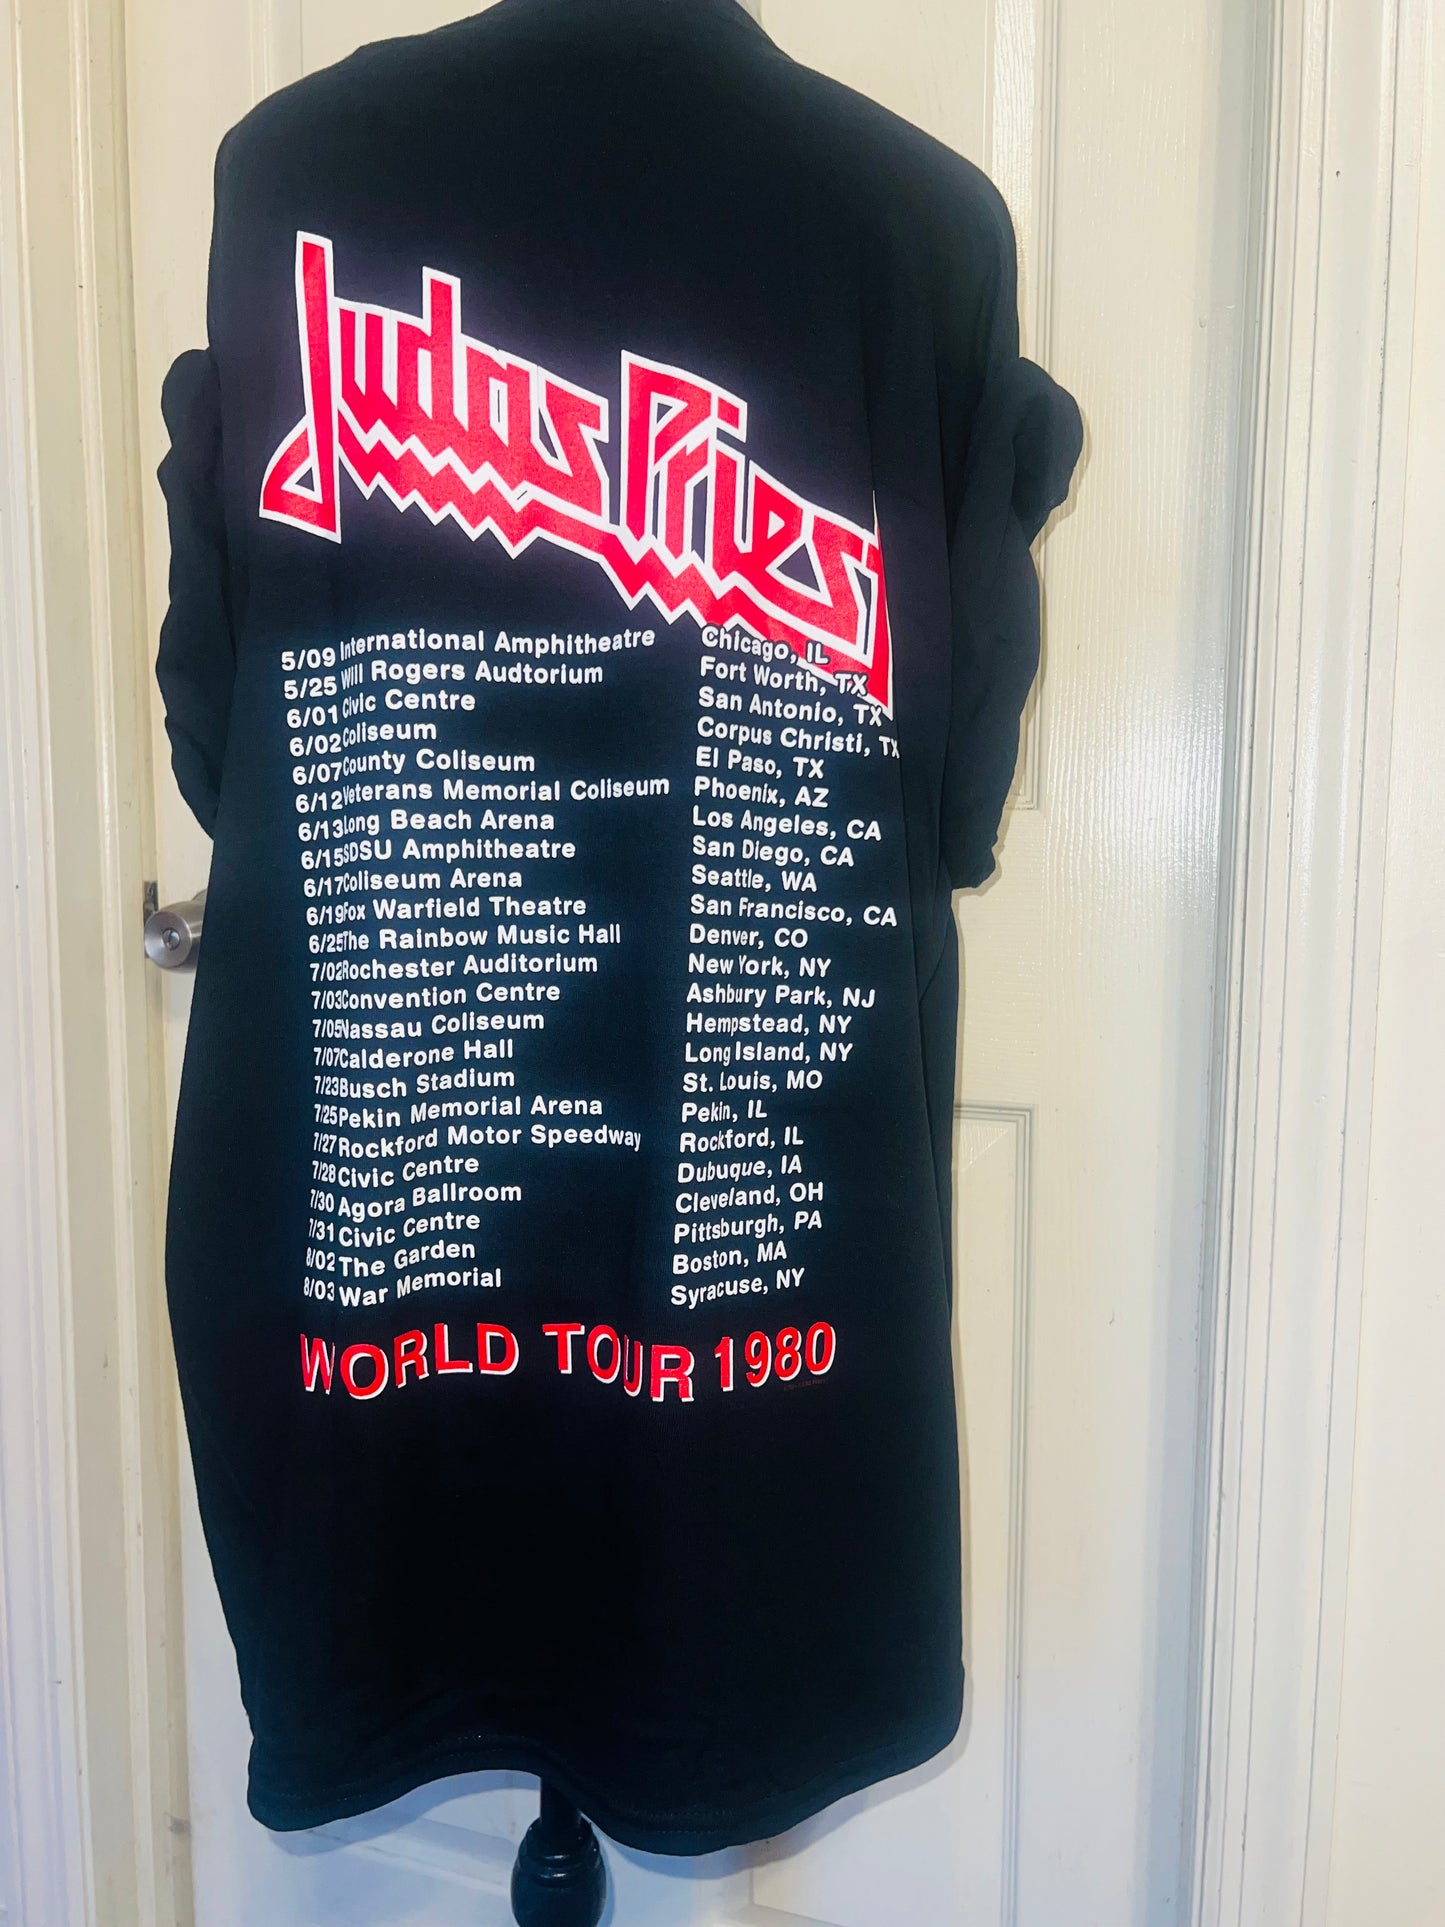 Judas Priest
5/09 International Amphitheatre Chicago, IL
5/25 Will Rogers Audtorium Fort Worth, TX
6/01 Civic Centre San Antonio, TX
6/02 Coliseum Corpus Christi, TX
6/07 County Coliseum El Paso, TX
6/12 Veterans Memorial Coliseum Phoenix, AZ
6/13 Long Beach Arena Los Angeles, CA
6/15 SDSU Amphitheatre San Diego, CA
6/17 Coliseum Arena Seattle, WA
6/19 Fox Warfield Theatre San Francisco, CA
6/25 The Rainbow Music Hall Denver, CO
7/02 Rochester Auditorium New York, NY
7/03 Convention Centre Ashbury Park, NJ
7/05 Nassau Coliseum Hempstead, NY
7/07 Calderone Hall Long Island, NY
7/23 Busch Stadium St. Louis, MO
7/25 Pekin Memorial Arena Pekin, IL
7/27 Rockford Motor Speedway Rockford, IL
7/28 Civic Centre Dubuque, IA
7/30 Agora Ballroom Cleveland, OH
7/31 Civic Centre Pittsburgh, PA
8/02 The Garden Boston, MA
8/03 War Memorial Syracuse, NY
WORLD TOUR 1980